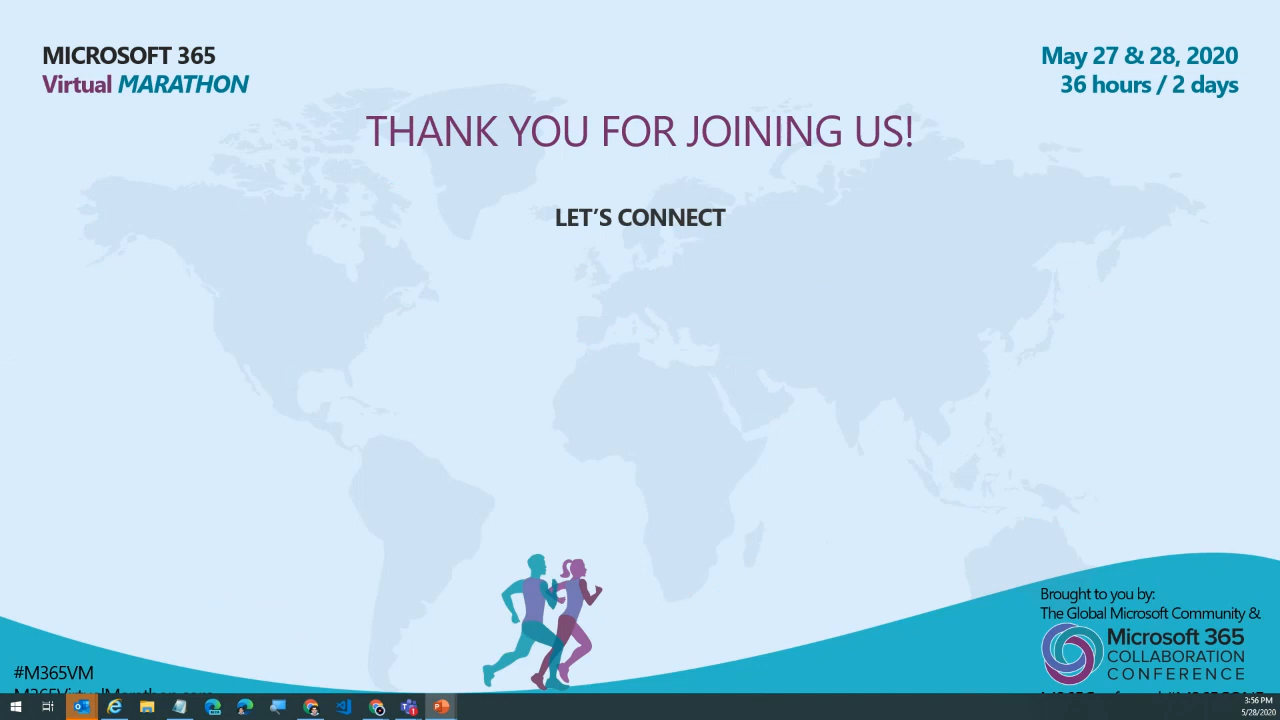 MICROSOFT 365
Virtual MARATHON
May 27 & 28, 2020
36 hours / 2 days
THANK YOU FOR JOINING US!
LET’S CONNECT
Brought to you by:
The Global Microsoft Community &
Microsoft 365
COLLABORATION
CONFERENCE
#M365VM
M365VirtualMarathon.com
3:56 PM
5/28/2020